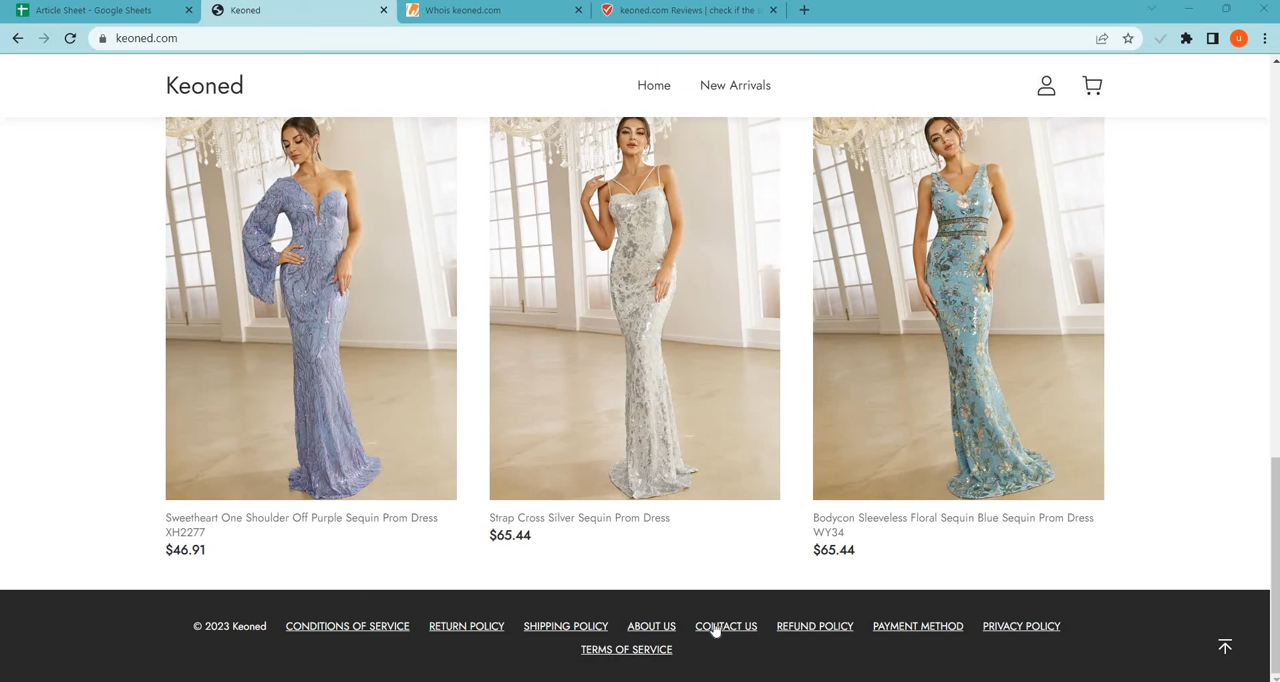 Article Sheet - Google Sheets
Keoned
Whois keoned.com
keoned.com Reviews | check if the s
keoned.com
u
Keoned
Home
New Arrivals
Sweetheart One Shoulder Off Purple Sequin Prom Dress
XH2277
$46.91
Strap Cross Silver Sequin Prom Dress
$65.44
Bodycon Sleeveless Floral Sequin Blue Sequin Prom Dress
WY34
$65.44
© 2023 Keoned CONDITIONS OF SERVICE RETURN POLICY SHIPPING POLICY ABOUT US CONTACT US REFUND POLICY PAYMENT METHOD PRIVACY POLICY
TERMS OF SERVICE